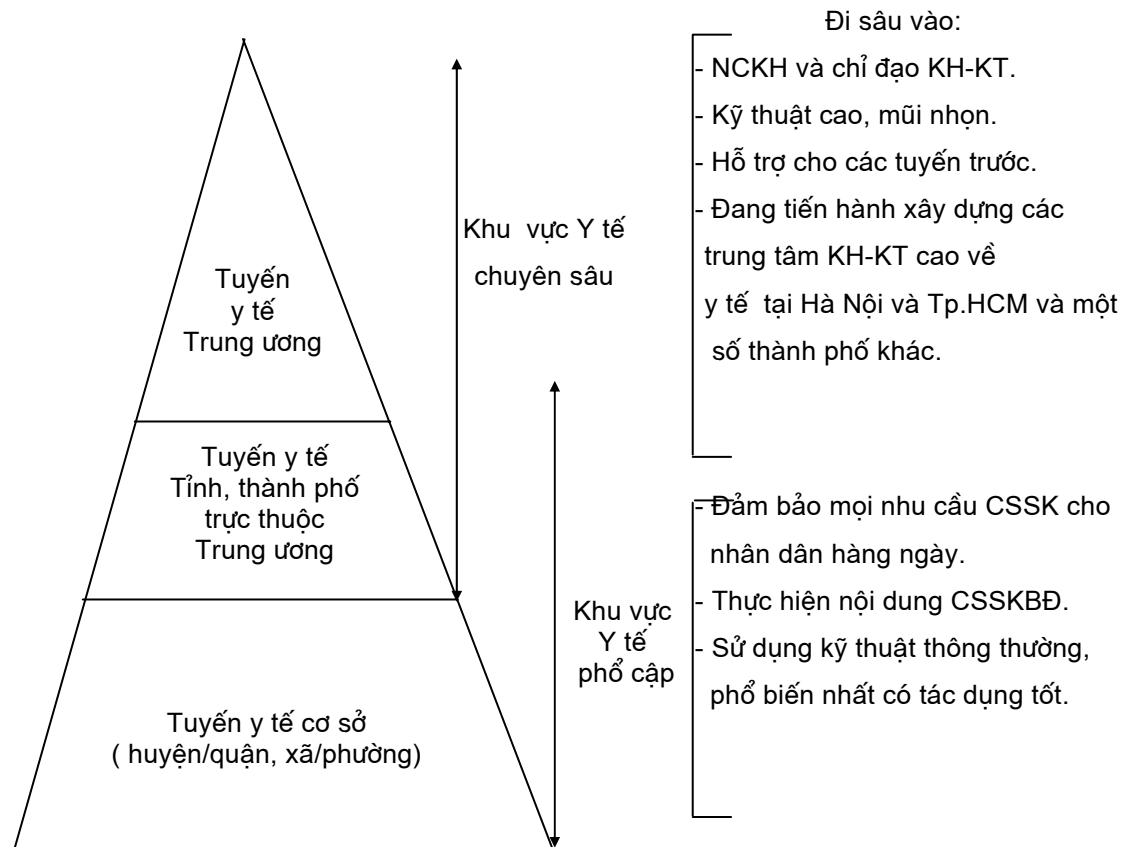 Đi sâu vào:
- NCKH và chỉ đạo KH-KT.
- Kỹ thuật cao, mũi nhọn.
- Hỗ trợ cho các tuyến trước.
- Đang tiến hành xây dựng các
trung tâm KH-KT cao về
y tế tại Hà Nội và Tp.HCM và một
số thành phố khác.
Khu vực Y tế
chuyên sâu
Tuyến
y tế
Trung ương
Tuyến y tế
Tỉnh, thành phố
trực thuộc
Trung ương
- Đảm bảo mọi nhu cầu CSSK cho
nhân dân hàng ngày.
- Thực hiện nội dung CSSKBĐ.
- Sử dụng kỹ thuật thông thường,
phổ biến nhất có tác dụng tốt.
Khu vực
Y tế
phổ cập
Tuyến y tế cơ sở
( huyện/quận, xã/phường)